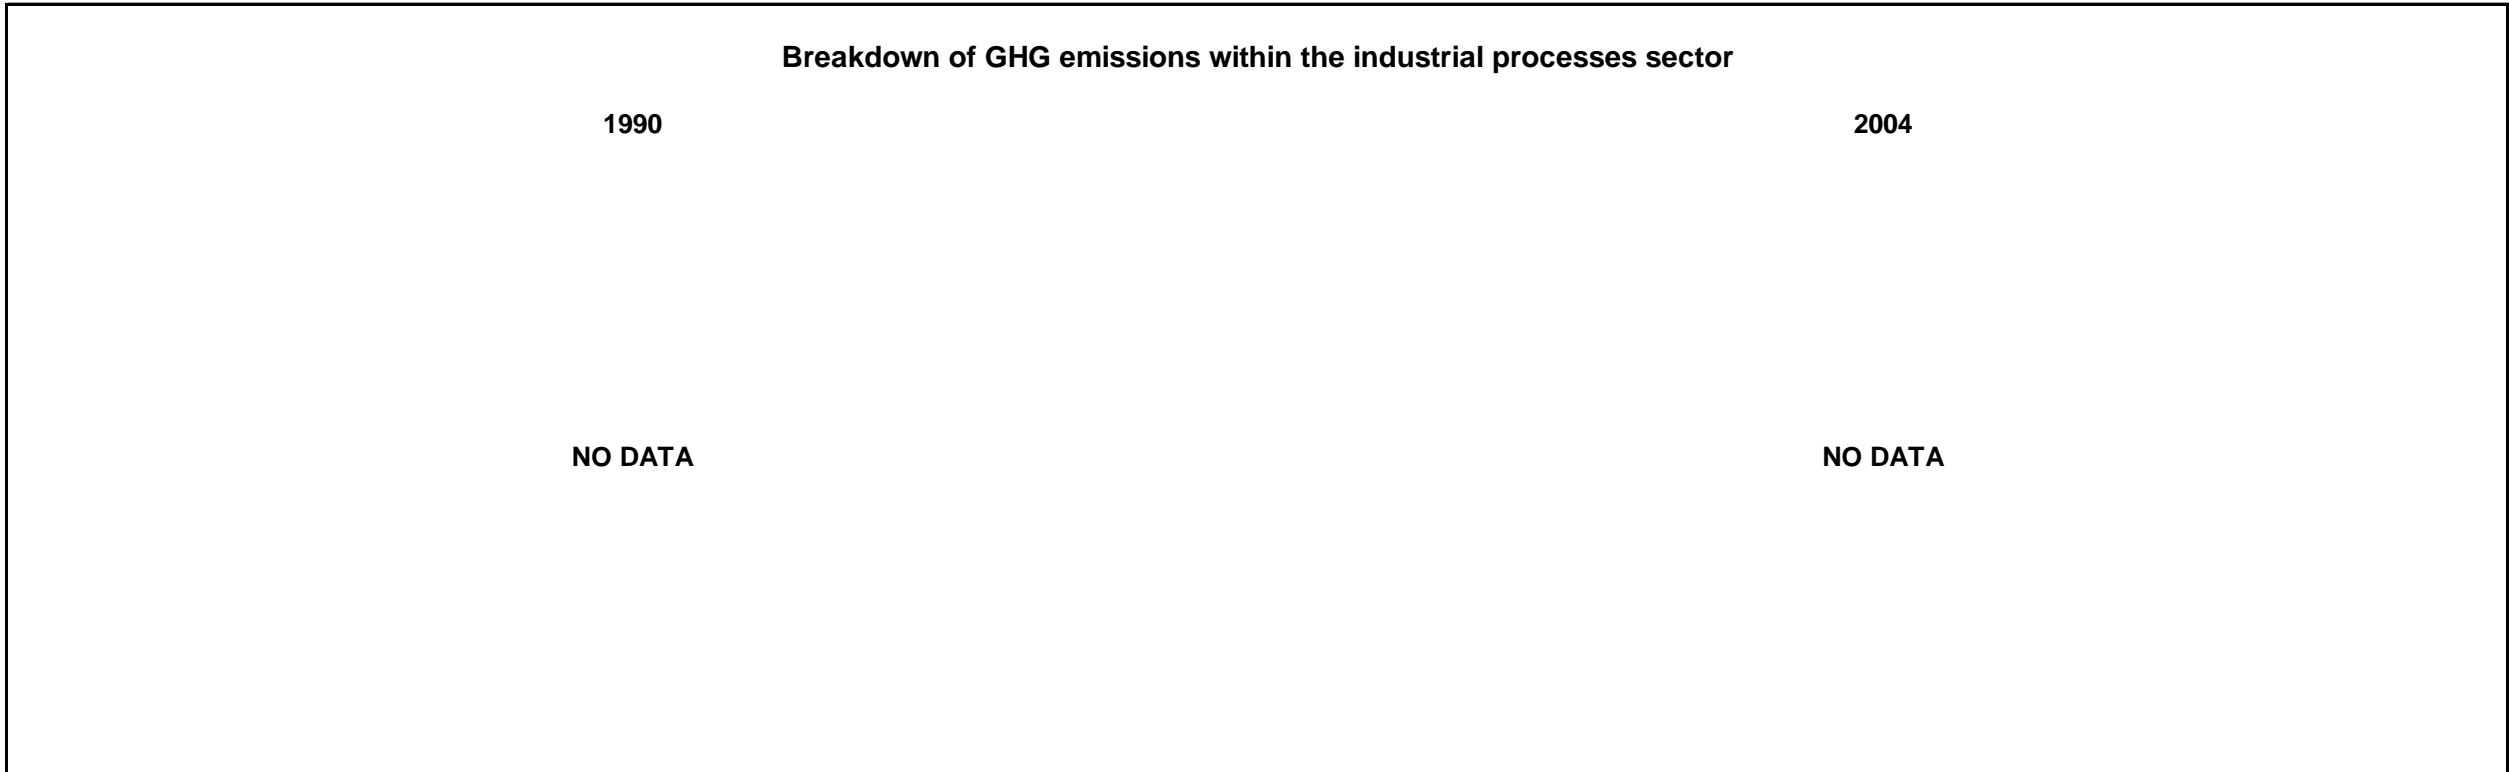 Breakdown of GHG emissions within the industrial processes sector
1990
2004
NO DATA
NO DATA